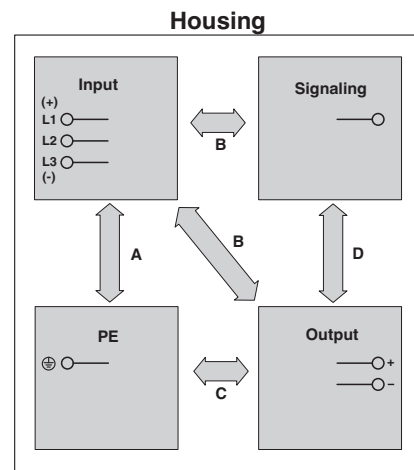 Housing
Input
(+)
L1
L2
L3
(-)
Signaling
B
A
B
D
PE
C
Output
+
–